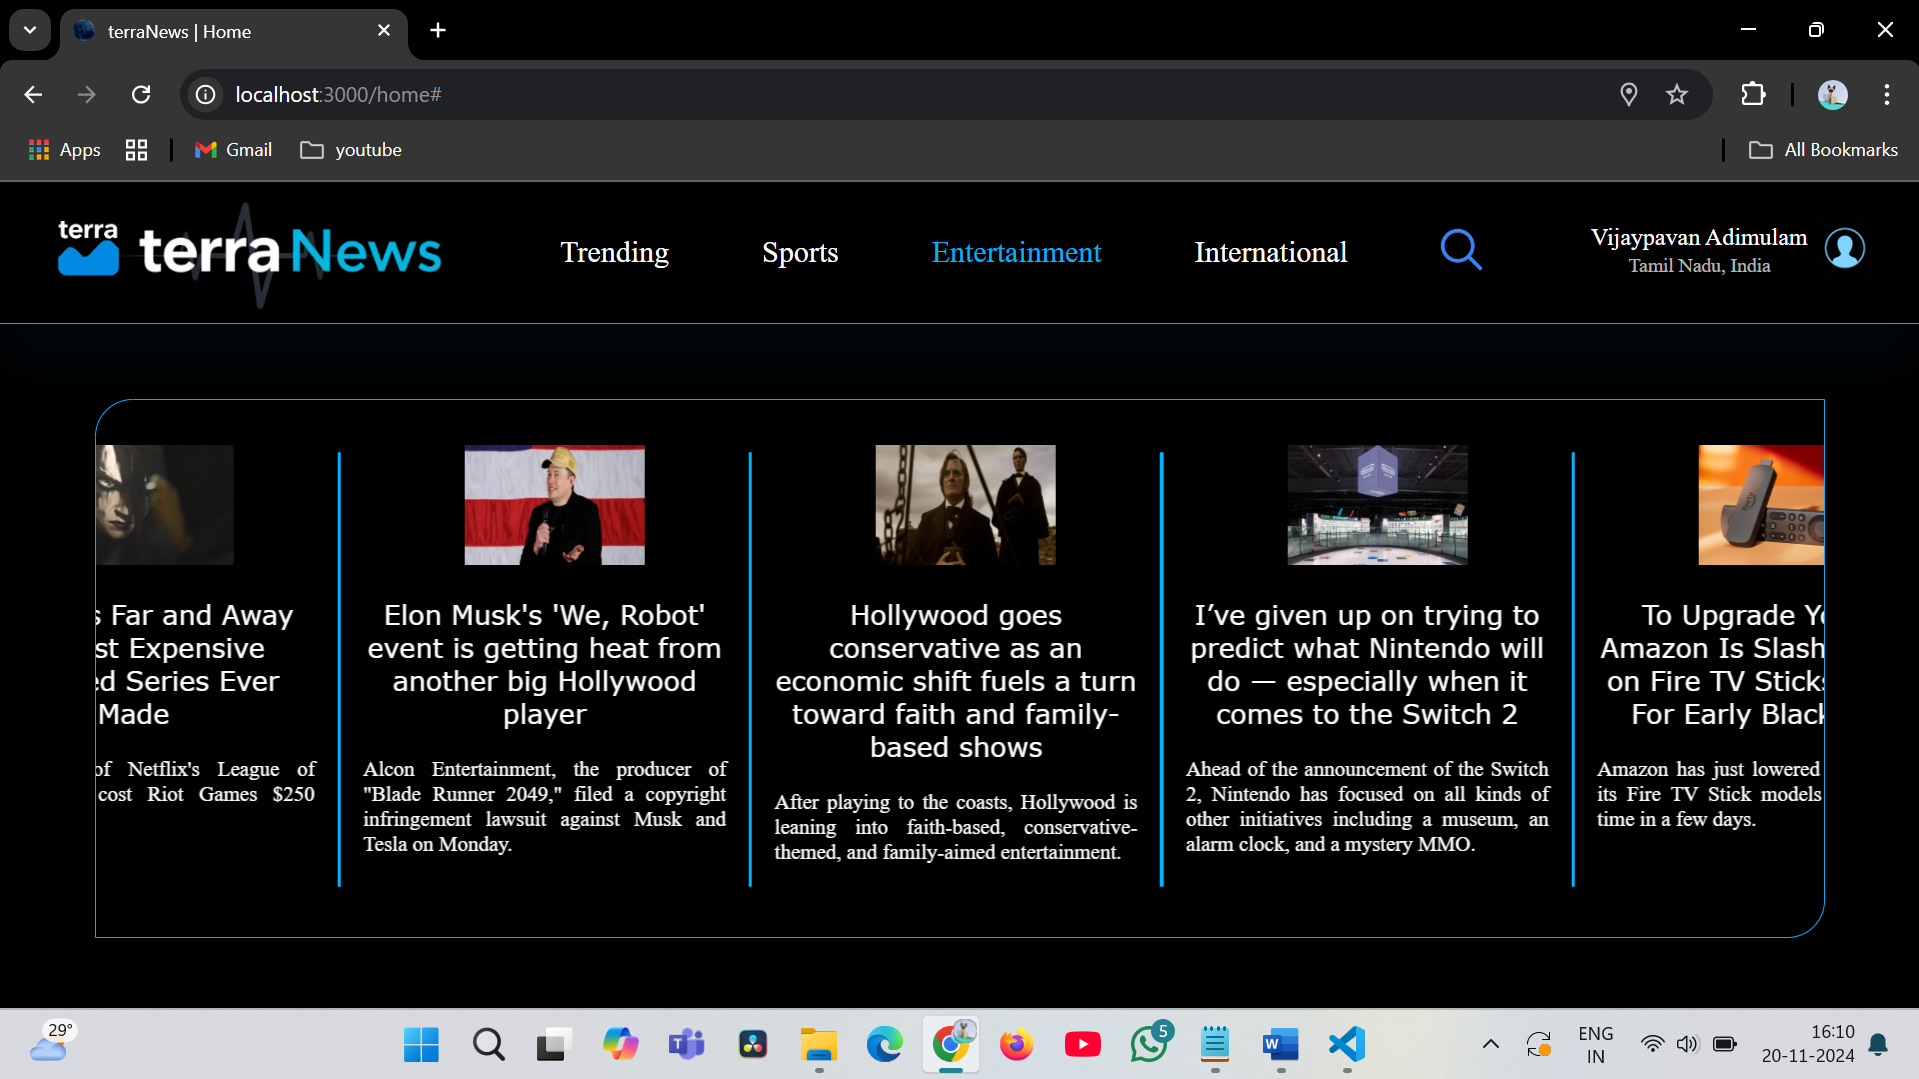 terraNews | Home
localhost:3000/home#
Apps
Gmail
youtube
All Bookmarks
terra
terraNews
Trending
Sports
Entertainment
International
Vijaypavan Adimulam
Tamil Nadu, India
Far and Away
Expensive
Series Ever
Made
of Netflix's League of
cost Riot Games $250
Elon Musk's 'We, Robot'
event is getting heat from
another big Hollywood
player
Alcon Entertainment, the producer of
"Blade Runner 2049," filed a copyright
infringement lawsuit against Musk and
Tesla on Monday.
Hollywood goes
conservative as an
economic shift fuels a turn
toward faith and family-
based shows
After playing to the coasts, Hollywood is
leaning into faith-based, conservative-
themed, and family-aimed entertainment.
I’ve given up on trying to
predict what Nintendo will
do — especially when it
comes to the Switch 2
Ahead of the announcement of the Switch
2, Nintendo has focused on all kinds of
other initiatives including a museum, an
alarm clock, and a mystery MMO.
To Upgrade
Amazon Is Slash
on Fire TV Stick
For Early Black
Amazon has just lowered
its Fire TV Stick models
time in a few days.
29°
5
ENG
IN
16:10
20-11-2024